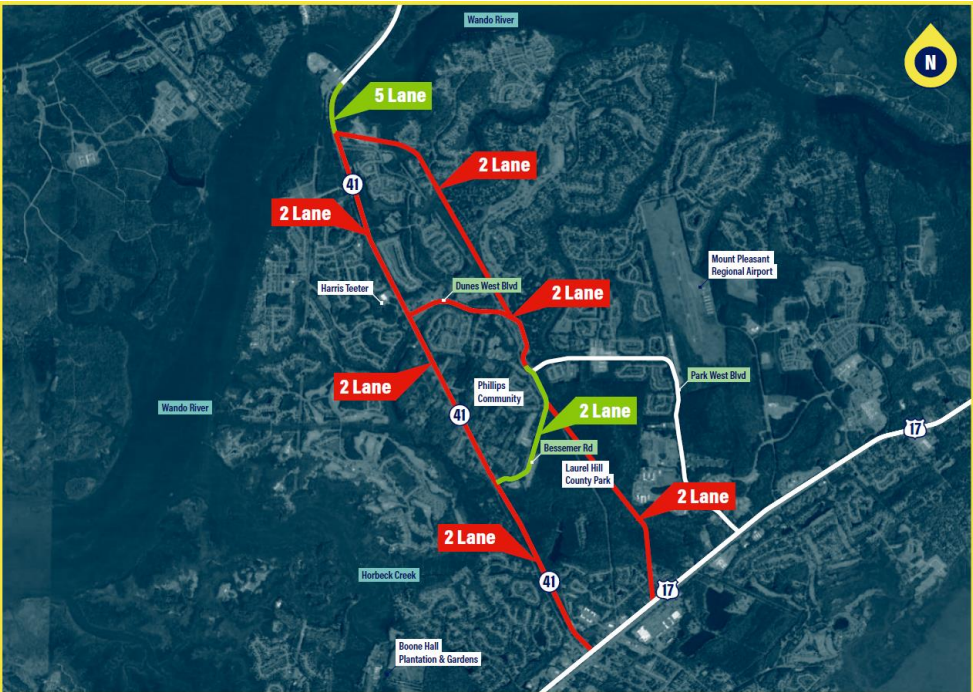 Wando River
N
5 Lane
2 Lane
41
2 Lane
Mount Pleasant
Regional Airport
Harris Teeter
Dunes West Blvd
2 Lane
Park West Blvd
2 Lane
Phillips
Community
Wando River
41
2 Lane
17
Bessemer Rd
Laurel Hill
County Park
2 Lane
2 Lane
Horbeck Creek
41
17
Boone Hall
Plantation & Gardens